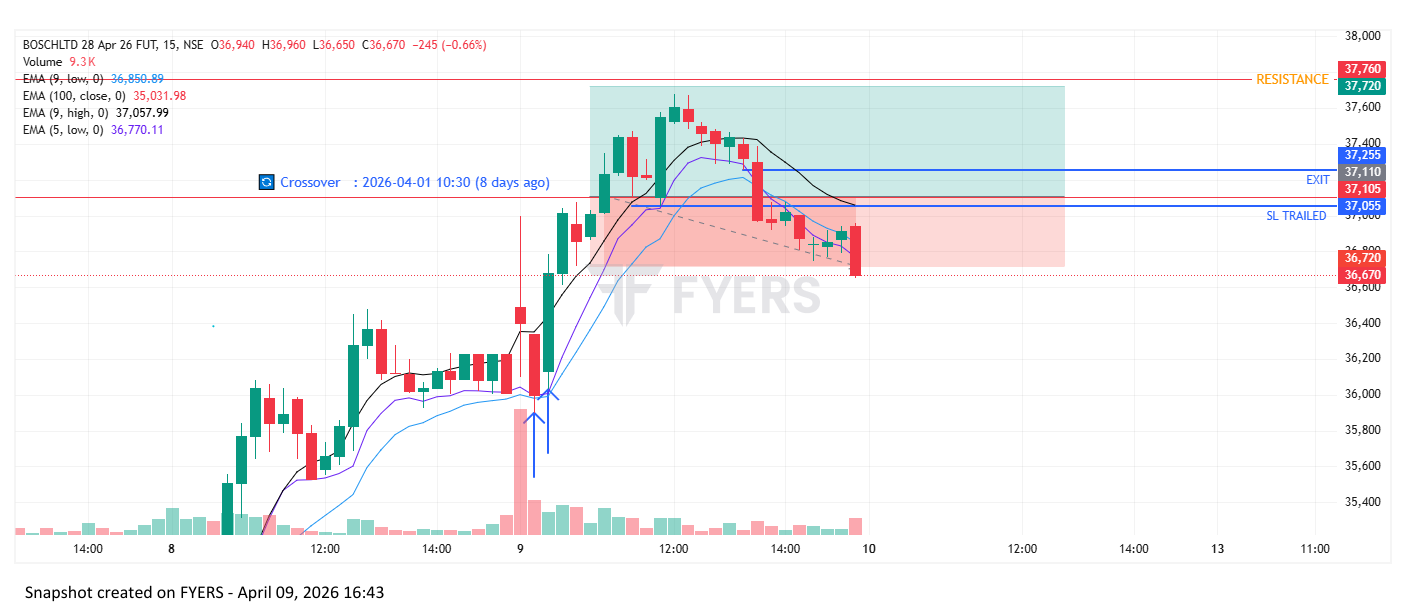 BOSCHLTD 28 Apr 26 FUT, 15, NSE O36,940 H36,960 L36,650 C36,670 −245 (−0.66%)
Volume 9.3K
EMA (9, low, 0) 36,850.89
EMA (100, close, 0) 35,031.98
EMA (9, high, 0) 37,057.99
EMA (5, low, 0) 36,770.11
38,000
37,760
RESISTANCE
37,720
37,600
37,400
37,255
37,110
EXIT
Crossover : 2026-04-01 10:30 (8 days ago)
37,105
37,055
37,000
SL TRAILED
36,800
36,720
36,670
36,600
FYERS
36,400
36,200
36,000
35,800
35,600
35,400
14:00 8 12:00 14:00 9 12:00 14:00 10 12:00 14:00 13 11:00
Snapshot created on FYERS - April 09, 2026 16:43